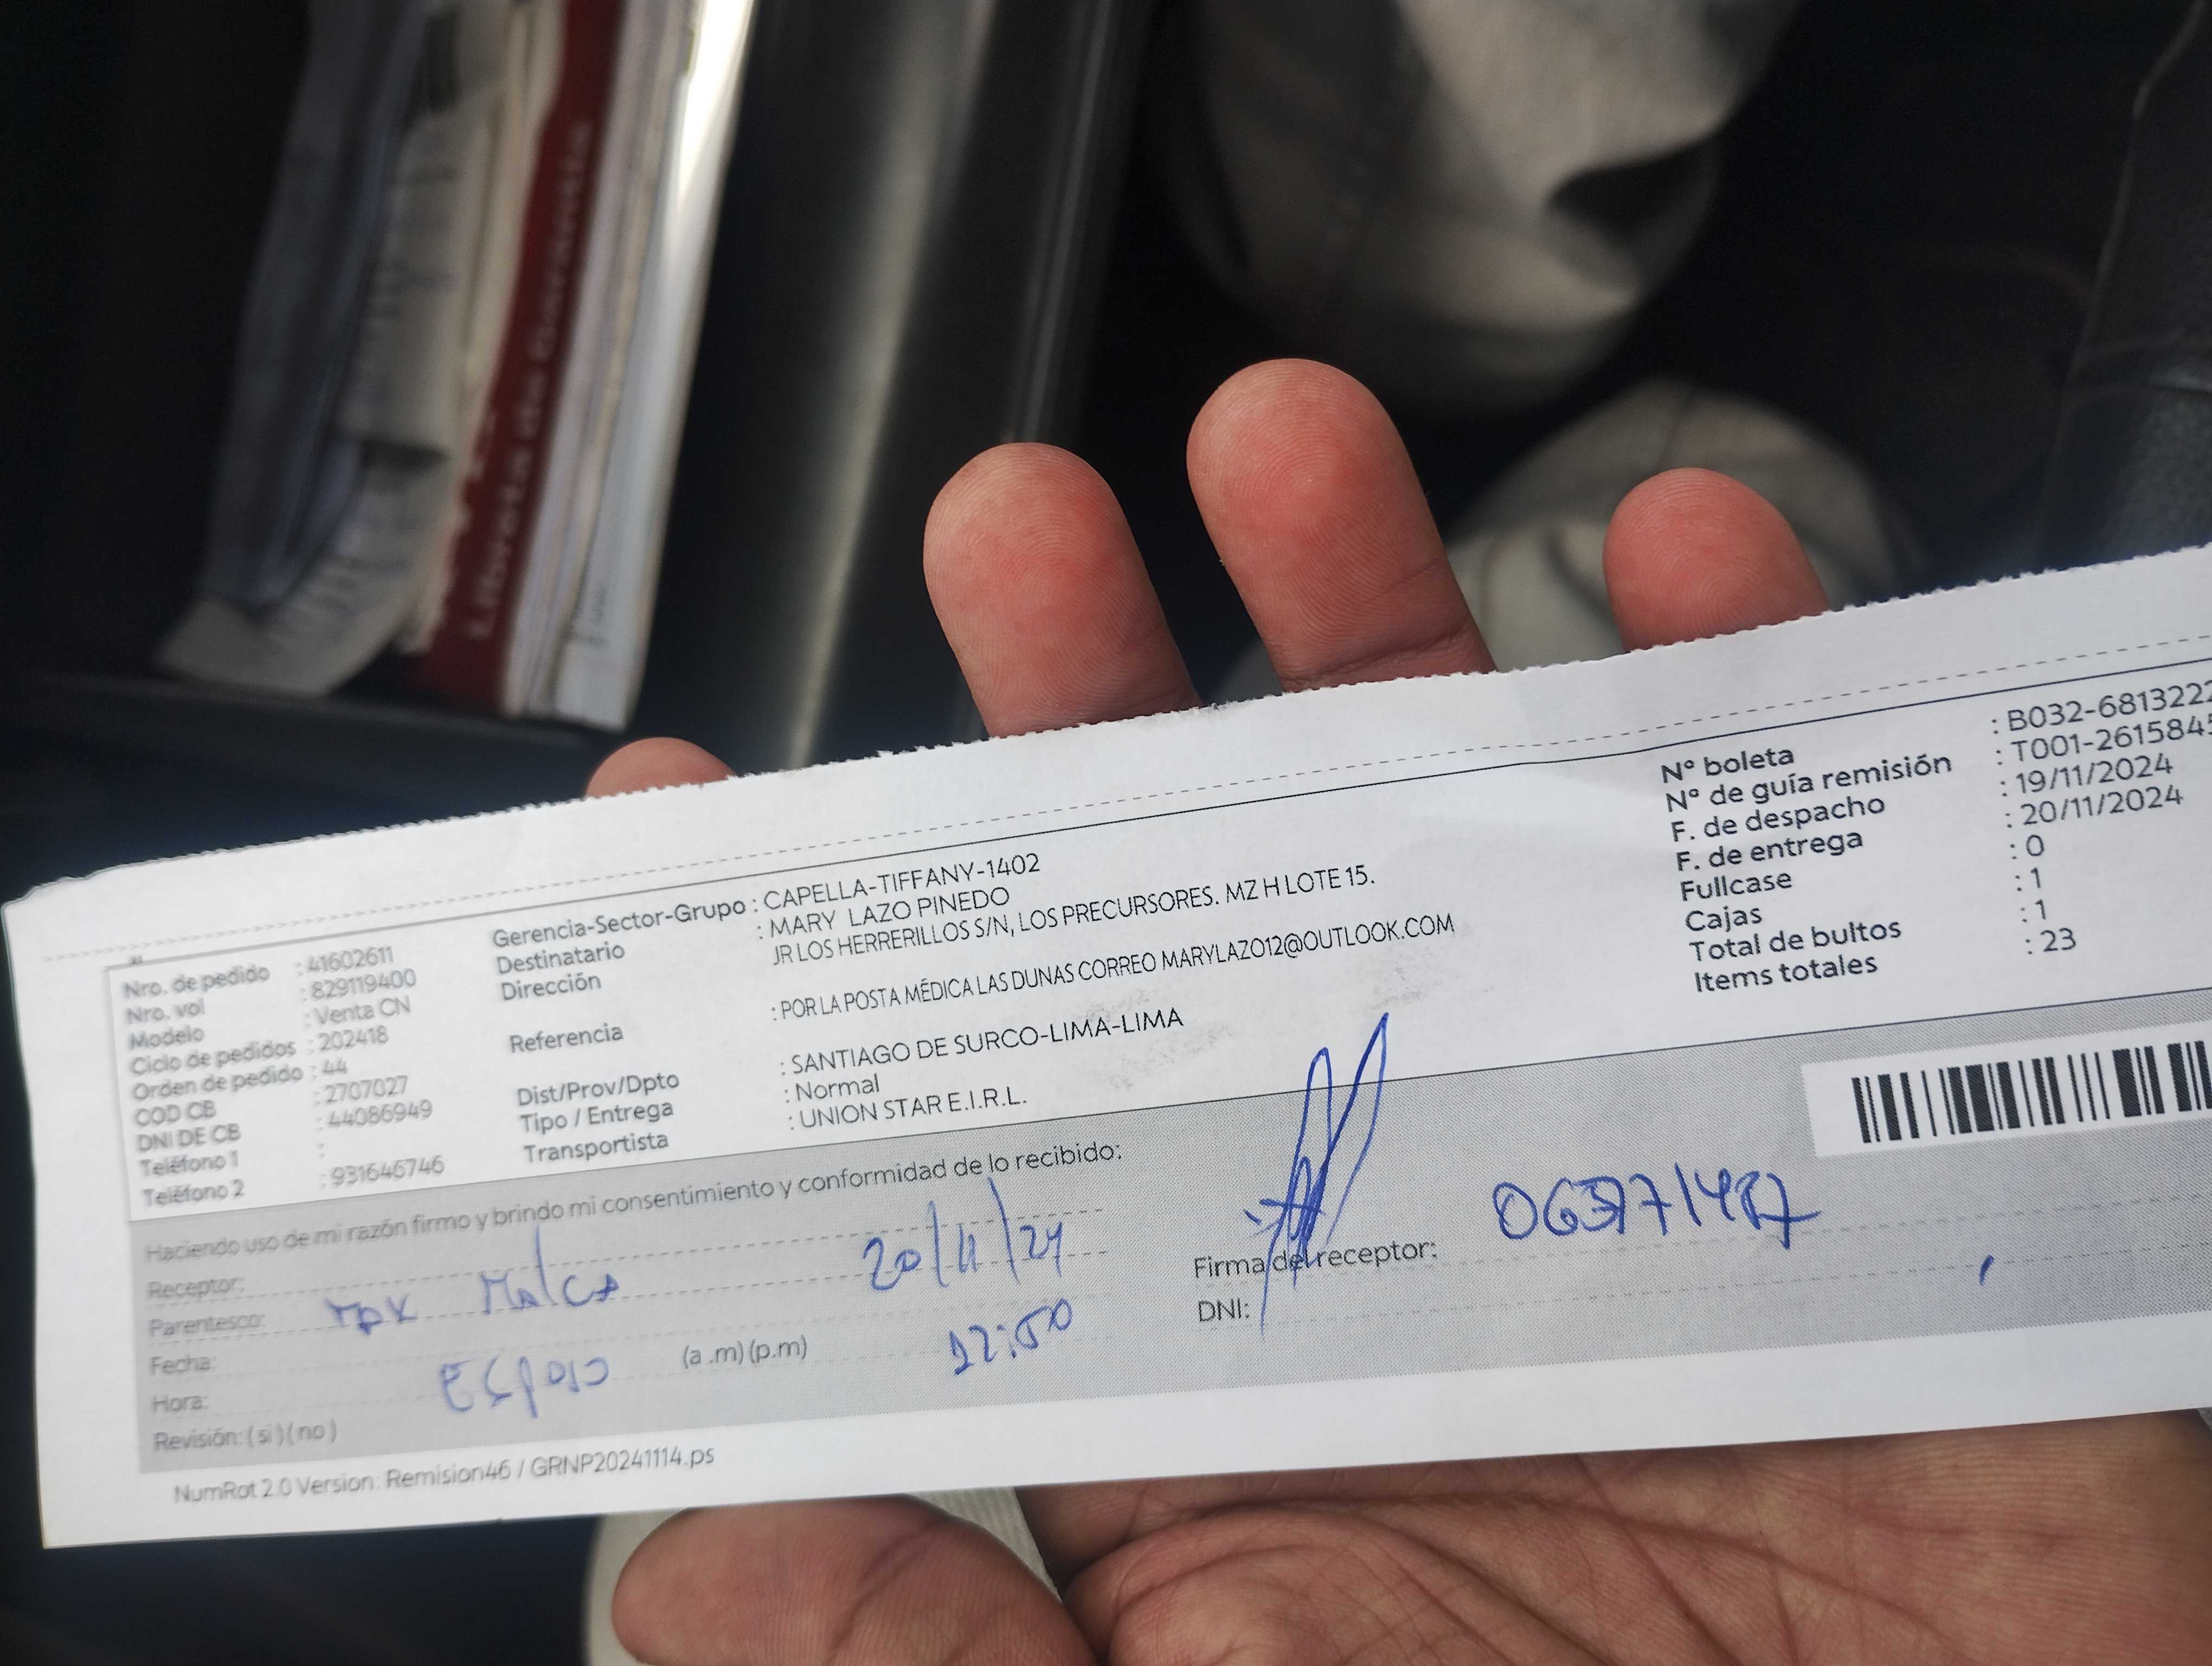 Libreta de Garantía
Nro. de pedido : 41602611
Nro. vol : 829119400
Modelo : Venta CN
Ciclo de pedidos : 202418
Orden de pedido : 44
COD CB : 2707027
DNI DE CB : 44086949
Teléfono 1 :
Teléfono 2 : 931646746
Gerencia-Sector-Grupo : CAPELLA-TIFFANY-1402
Destinatario : MARY LAZO PINEDO
Dirección JR LOS HERRERILLOS S/N, LOS PRECURSORES. MZ H LOTE 15.
Referencia : POR LA POSTA MÉDICA LAS DUNAS CORREO MARYLAZO12@OUTLOOK.COM
Dist/Prov/Dpto : SANTIAGO DE SURCO-LIMA-LIMA
Tipo / Entrega : Normal
Transportista : UNION STAR E.I.R.L.
N° boleta : B032-6813222
N° de guía remisión : T001-261584
F. de despacho : 19/11/2024
F. de entrega : 20/11/2024
Fullcase : 0
Cajas : 1
Total de bultos : 1
Items totales : 23
Haciendo uso de mi razón firmo y brindo mi consentimiento y conformidad de lo recibido:
Receptor:
Parentesco: Malca 20/11/24
Fecha:
Hora: Esposo (a .m) (p.m) 12:50
Revisión: ( si ) ( no )
Firma del receptor:
DNI:
NumRot 2.0 Version: Remision46 / GRNP20241114.ps